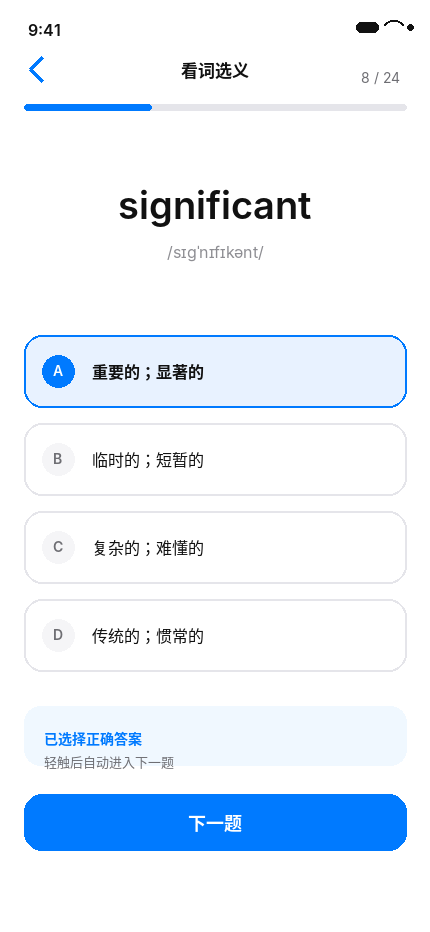 9:41
看词选义
8 / 24
significant
/sɪɡˈnɪfɪkənt/
A 重要的；显著的
B 临时的；短暂的
C 复杂的；难懂的
D 传统的；惯常的
已选择正确答案
轻触后自动进入下一题
下一题